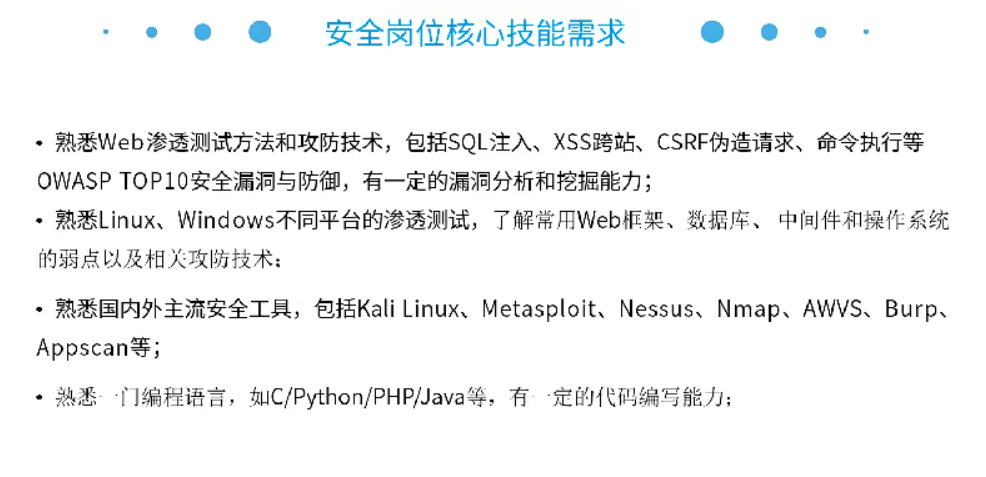 安全岗位核心技能需求
• 熟悉Web渗透测试方法和攻防技术，包括SQL注入、XSS跨站、CSRF伪造请求、命令执行等
OWASP TOP10安全漏洞与防御，有一定的漏洞分析和挖掘能力；
• 熟悉Linux、Windows不同平台的渗透测试，了解常用Web框架、数据库、中间件和操作系统
的弱点以及相关攻防技术；
• 熟悉国内外主流安全工具，包括Kali Linux、Metasploit、Nessus、Nmap、AWVS、Burp、
Appscan等；
• 熟悉一门编程语言，如C/Python/PHP/Java等，有一定的代码编写能力；